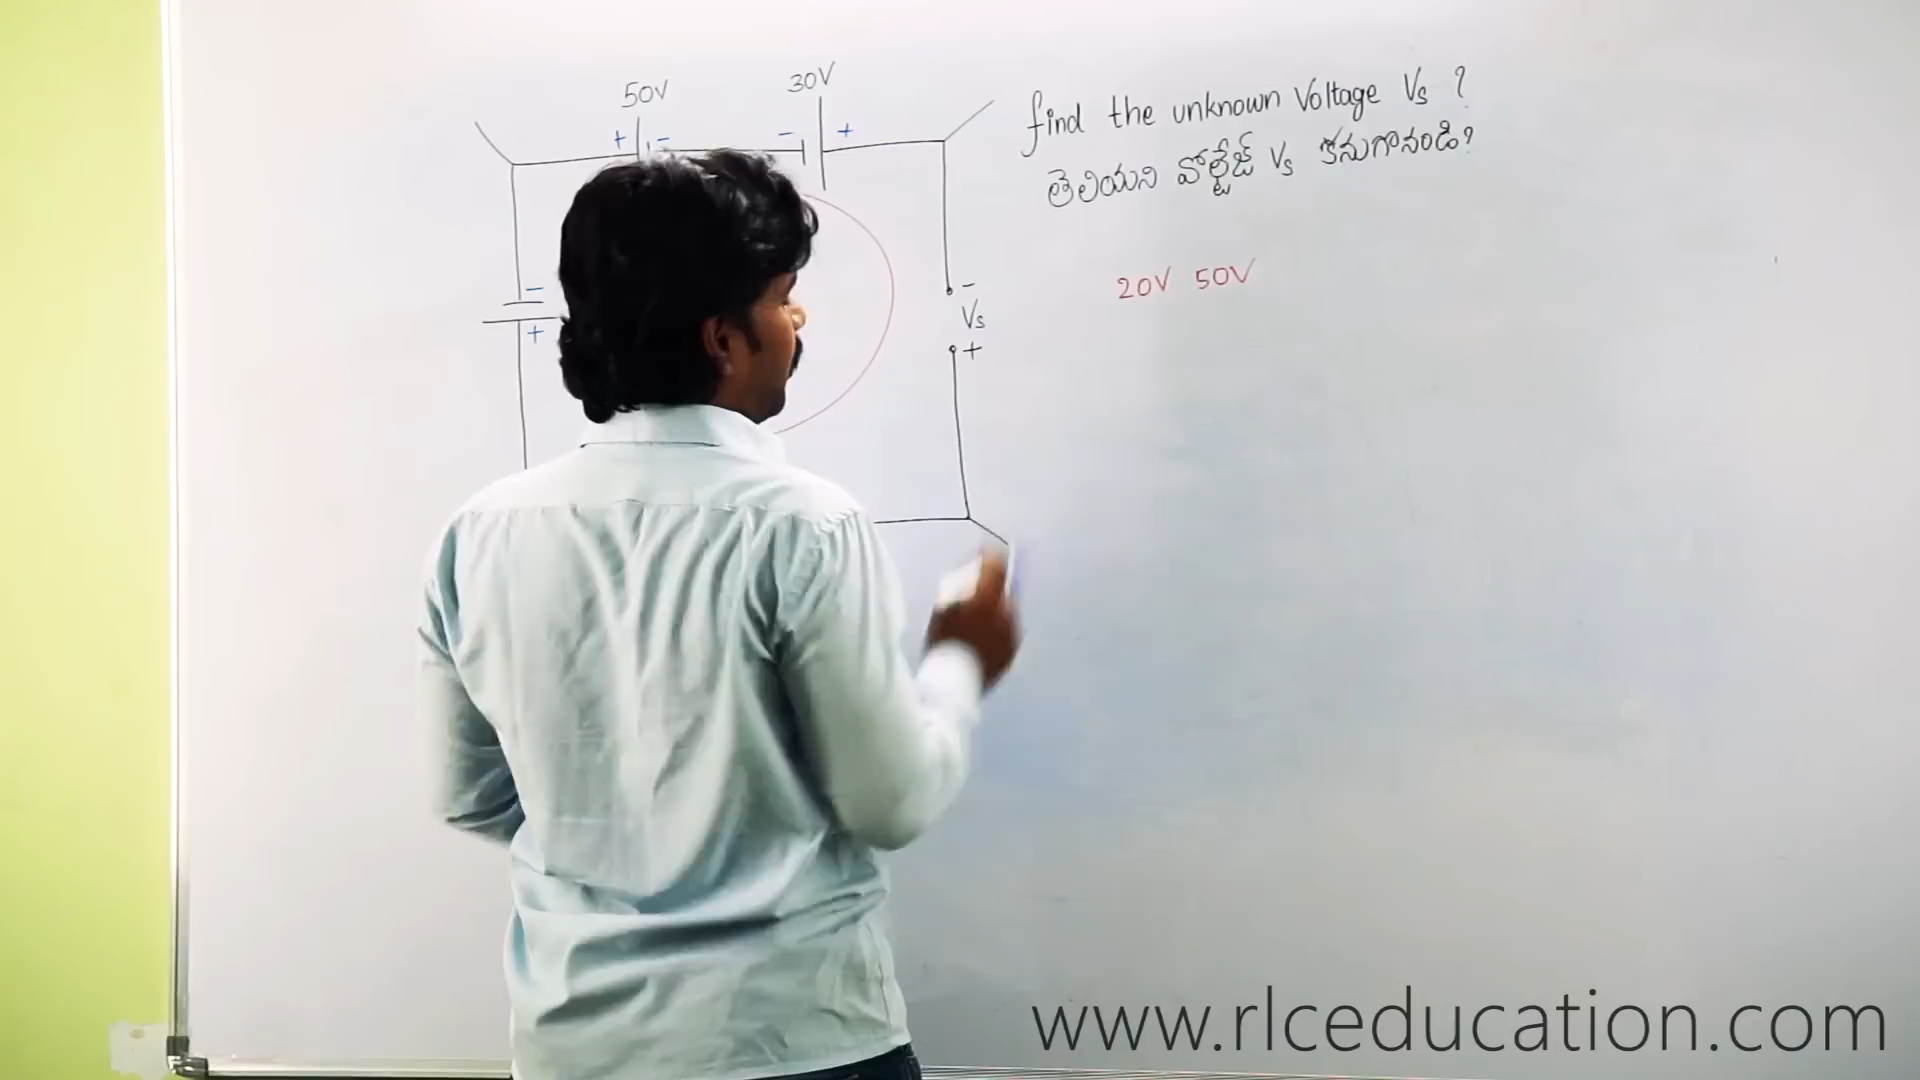 50V
30V
+ - - +
find the unknown Voltage Vs ?
తెలియని వోల్టేజ్ Vs కనుగొనండి?
20V 50V
-
+
-
Vs
+
www.rlceducation.com